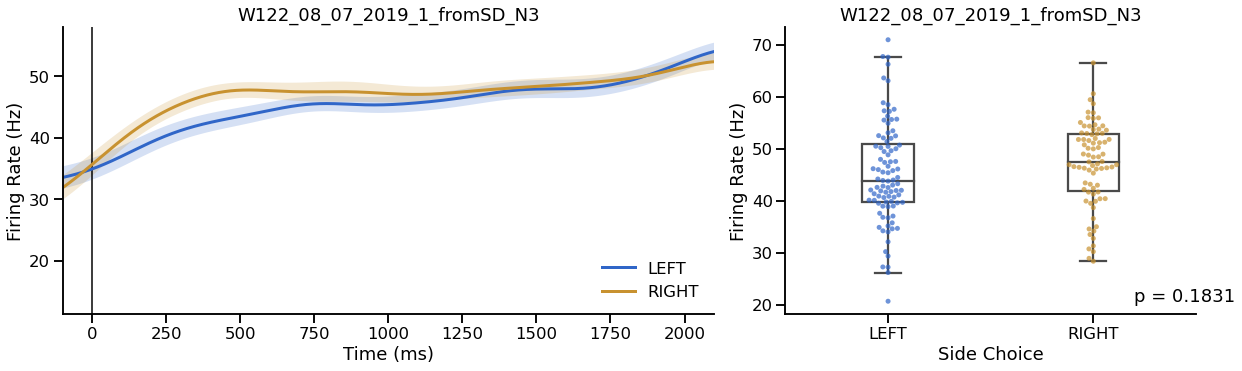 W122_08_07_2019_1_fromSD_N3
Firing Rate (Hz)
50
40
30
20
LEFT
RIGHT
0 250 500 750 1000 1250 1500 1750 2000
Time (ms)
W122_08_07_2019_1_fromSD_N3
Firing Rate (Hz)
70
60
50
40
30
20
p = 0.1831
LEFT RIGHT
Side Choice